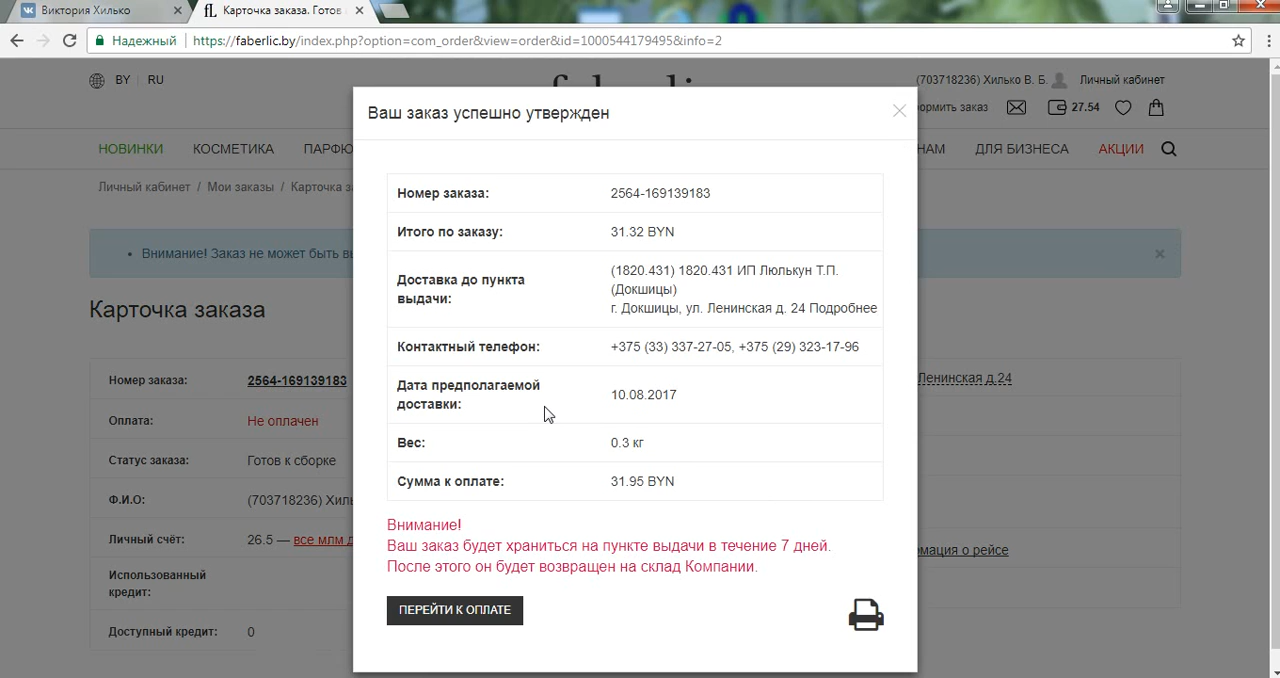 Виктория Хилько
fL Карточка заказа. Готов
Надежный
https://faberlic.by/index.php?option=com_order&view=order&id=1000544179495&info=2
BY RU
(703718236) Хилько В. Б. Личный кабинет
заказ 27.54
НОВИНКИ КОСМЕТИКА ПАРФЮ НАМ ДЛЯ БИЗНЕСА АКЦИИ
Личный кабинет / Мои заказы / Карточка за
Внимание! Заказ не может быть вы
Карточка заказа
Номер заказа: 2564-169139183
Ленинская д.24
Оплата: Не оплачен
Статус заказа: Готов к сборке
Ф.И.О: (703718236) Хиль
Личный счёт: 26.5 — все млм д
мация о рейсе
Использованный
кредит:
Доступный кредит: 0
Ваш заказ успешно утвержден
Номер заказа: 2564-169139183
Итого по заказу: 31.32 BYN
Доставка до пункта
выдачи:
(1820.431) 1820.431 ИП Люлькун Т.П.
(Докшицы)
г. Докшицы, ул. Ленинская д. 24 Подробнее
Контактный телефон: +375 (33) 337-27-05, +375 (29) 323-17-96
Дата предполагаемой
доставки:
10.08.2017
Вес: 0.3 кг
Сумма к оплате: 31.95 BYN
Внимание!
Ваш заказ будет храниться на пункте выдачи в течение 7 дней.
После этого он будет возвращен на склад Компании.
ПЕРЕЙТИ К ОПЛАТЕ